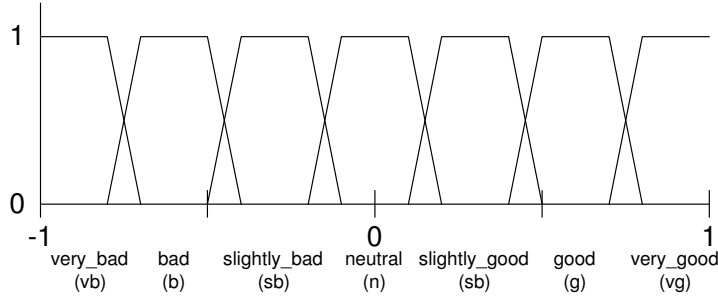 1
0
-1 0 1
very_bad bad slightly_bad neutral slightly_good good very_good
(vb) (b) (sb) (n) (sb) (g) (vg)